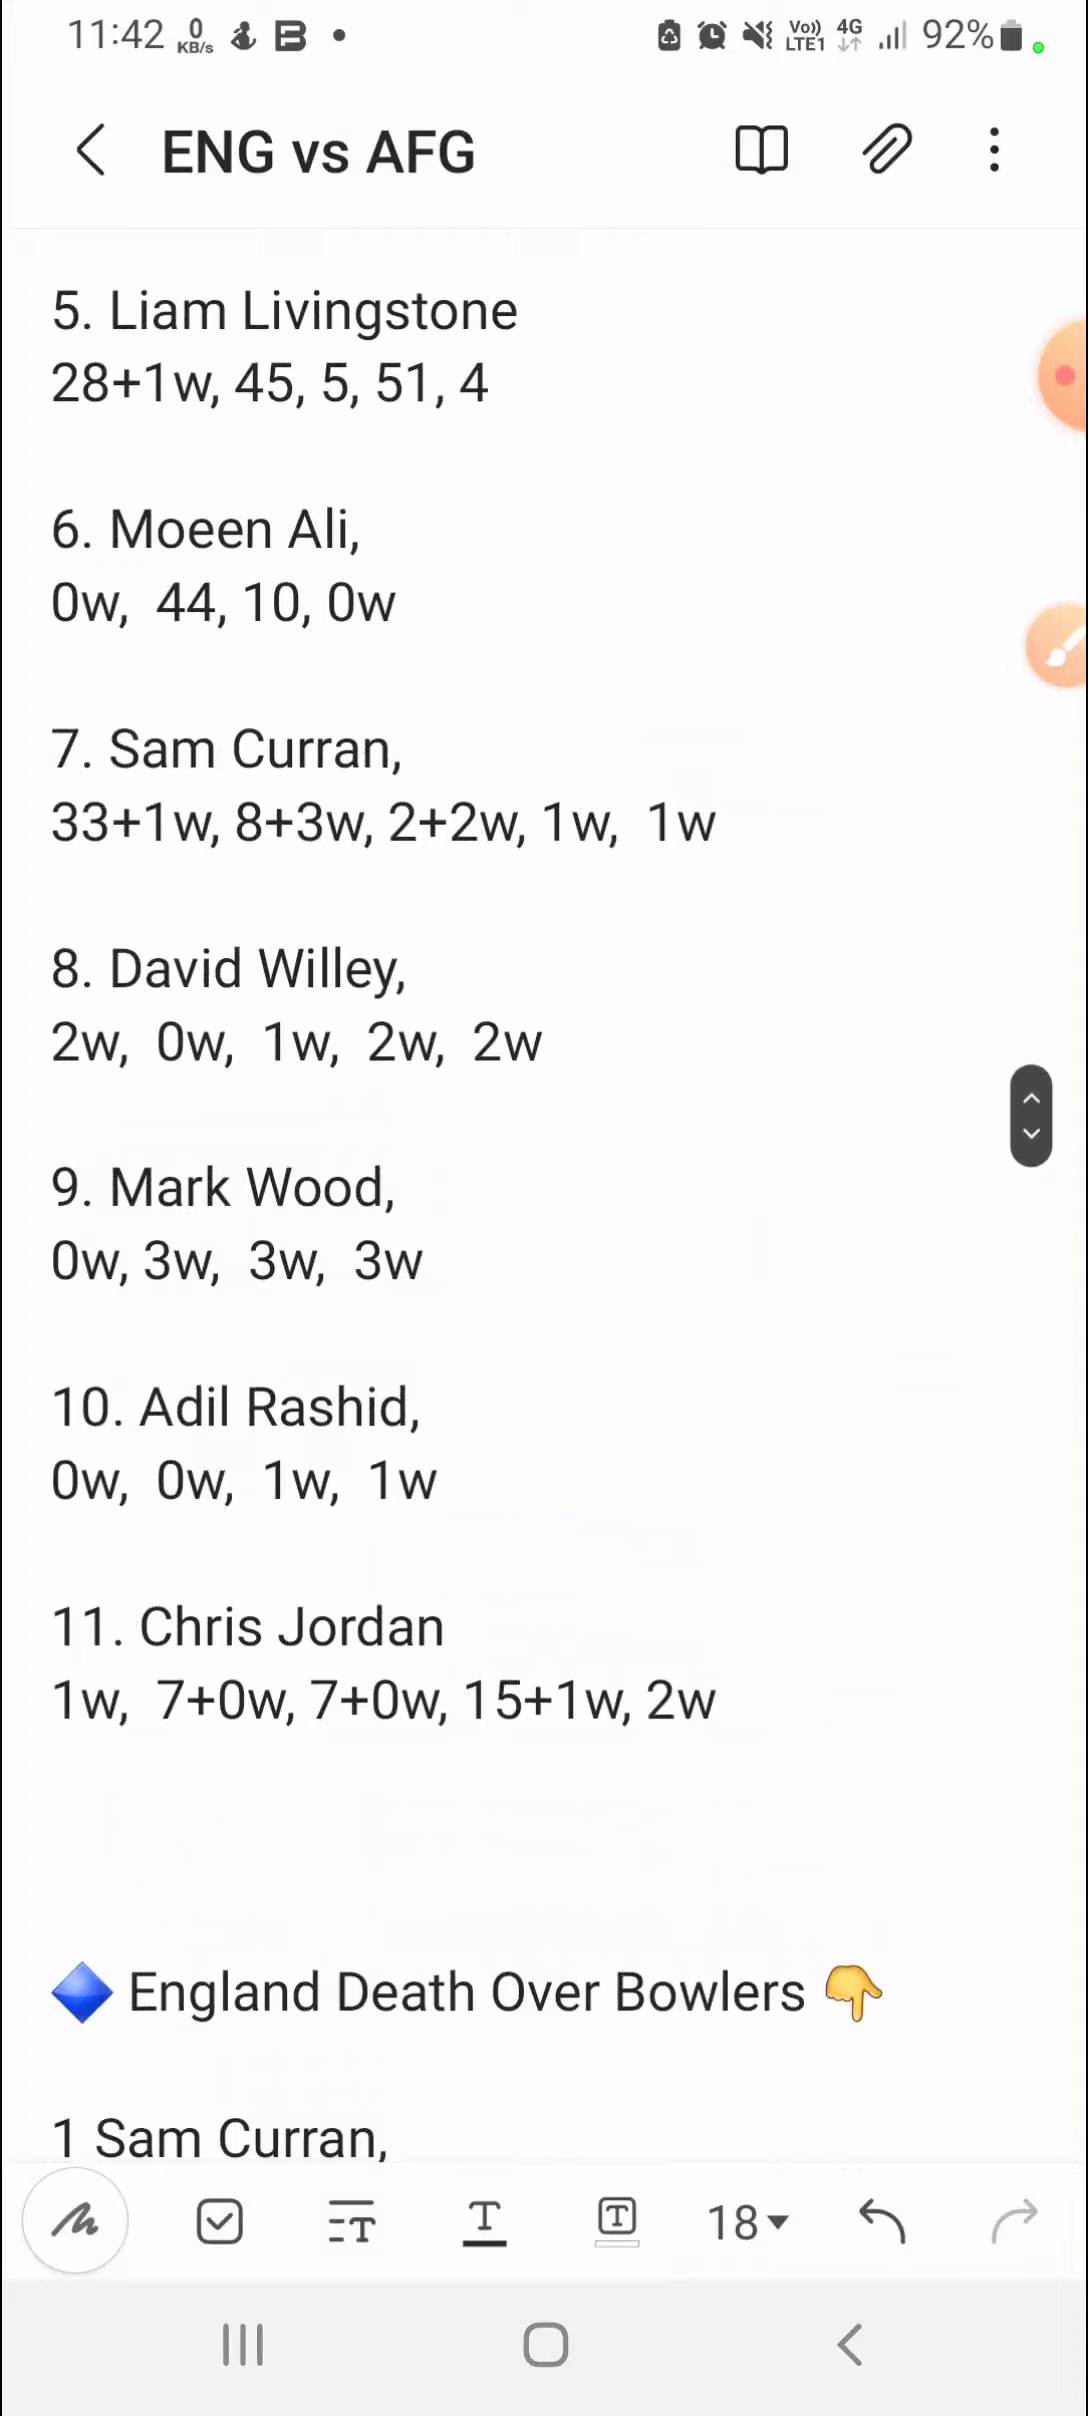 11:42 0 KB/s Vo)) LTE1 4G 92%
ENG vs AFG
5. Liam Livingstone
28+1w, 45, 5, 51, 4
6. Moeen Ali,
0w, 44, 10, 0w
7. Sam Curran,
33+1w, 8+3w, 2+2w, 1w, 1w
8. David Willey,
2w, 0w, 1w, 2w, 2w
9. Mark Wood,
0w, 3w, 3w, 3w
10. Adil Rashid,
0w, 0w, 1w, 1w
11. Chris Jordan
1w, 7+0w, 7+0w, 15+1w, 2w
🔷 England Death Over Bowlers 👇
1 Sam Curran,
18